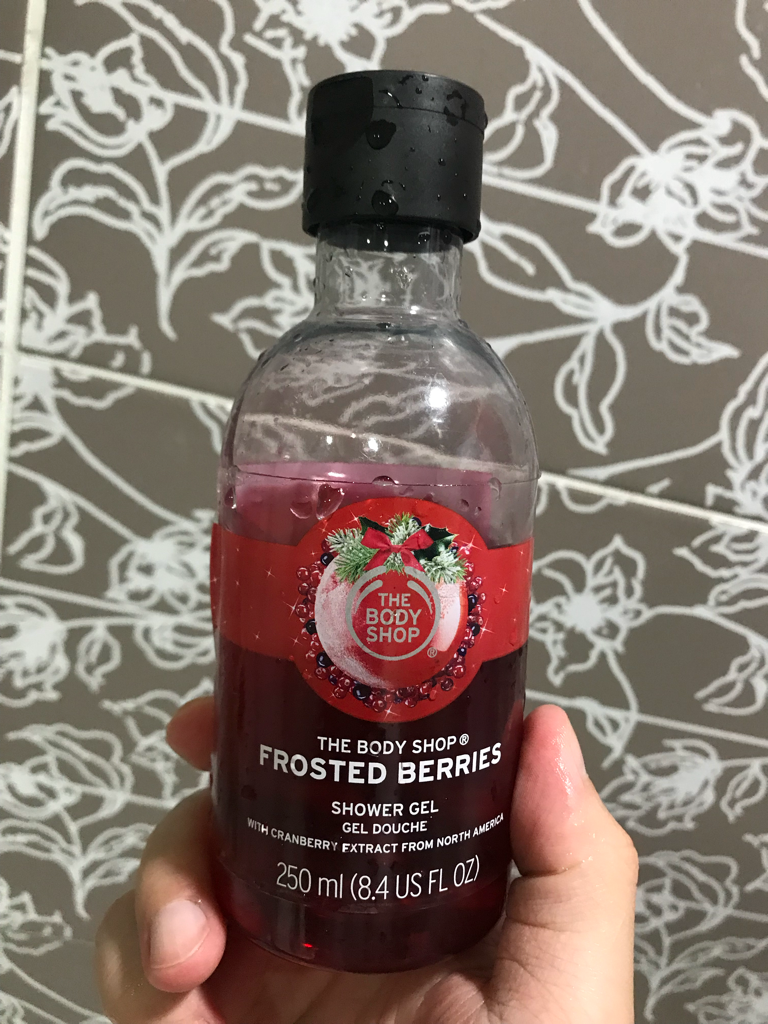 THE
BODY
SHOP
®
THE BODY SHOP®
FROSTED BERRIES
SHOWER GEL
GEL DOUCHE
WITH CRANBERRY EXTRACT FROM NORTH AMERICA
250 ml (8.4 US FL OZ)